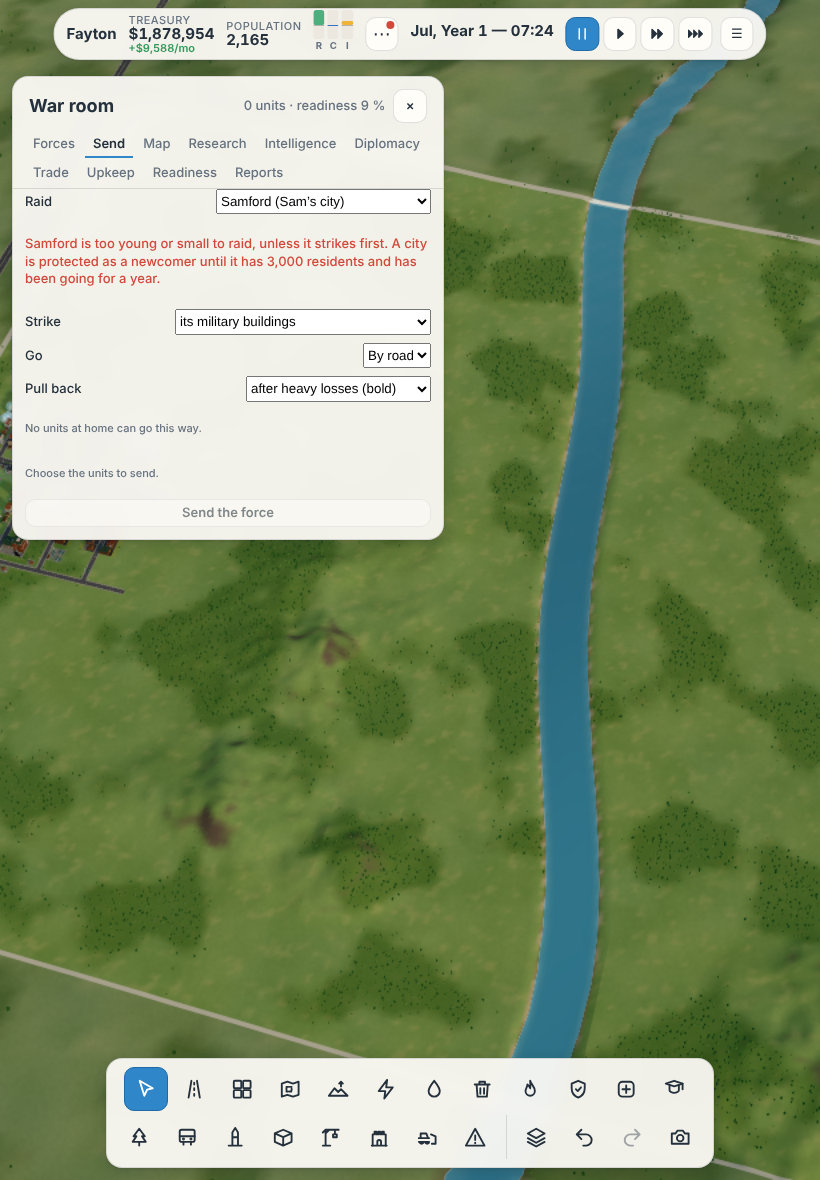 Fayton
TREASURY
$1,878,954
+$9,588/mo
POPULATION
2,165
R C I
Jul, Year 1 — 07:24
War room
0 units · readiness 9 %
Forces Send Map Research Intelligence Diplomacy
Trade Upkeep Readiness Reports
Raid Samford (Sam's city)
Samford is too young or small to raid, unless it strikes first. A city
is protected as a newcomer until it has 3,000 residents and has
been going for a year.
Strike its military buildings
Go By road
Pull back after heavy losses (bold)
No units at home can go this way.
Choose the units to send.
Send the force